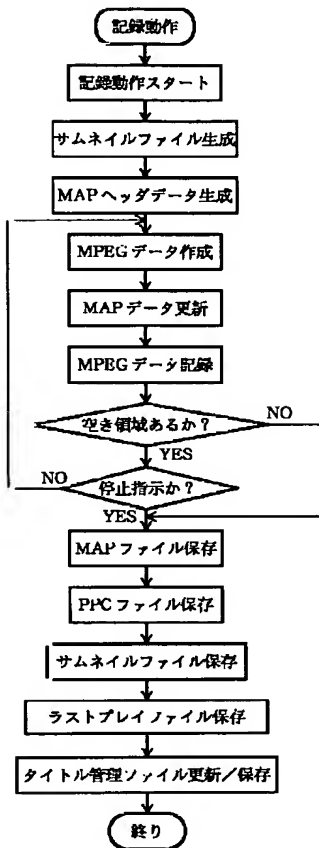 記録動作
記録動作スタート
サムネイルファイル生成
MAPヘッダデータ生成
MPEGデータ作成
MAPデータ更新
MPEGデータ記録
空き領域あるか？
NO
YES
停止指示か？
NO
YES
MAPファイル保存
PPCファイル保存
サムネイルファイル保存
ラストプレイファイル保存
タイトル管理ファイル更新／保存
終り